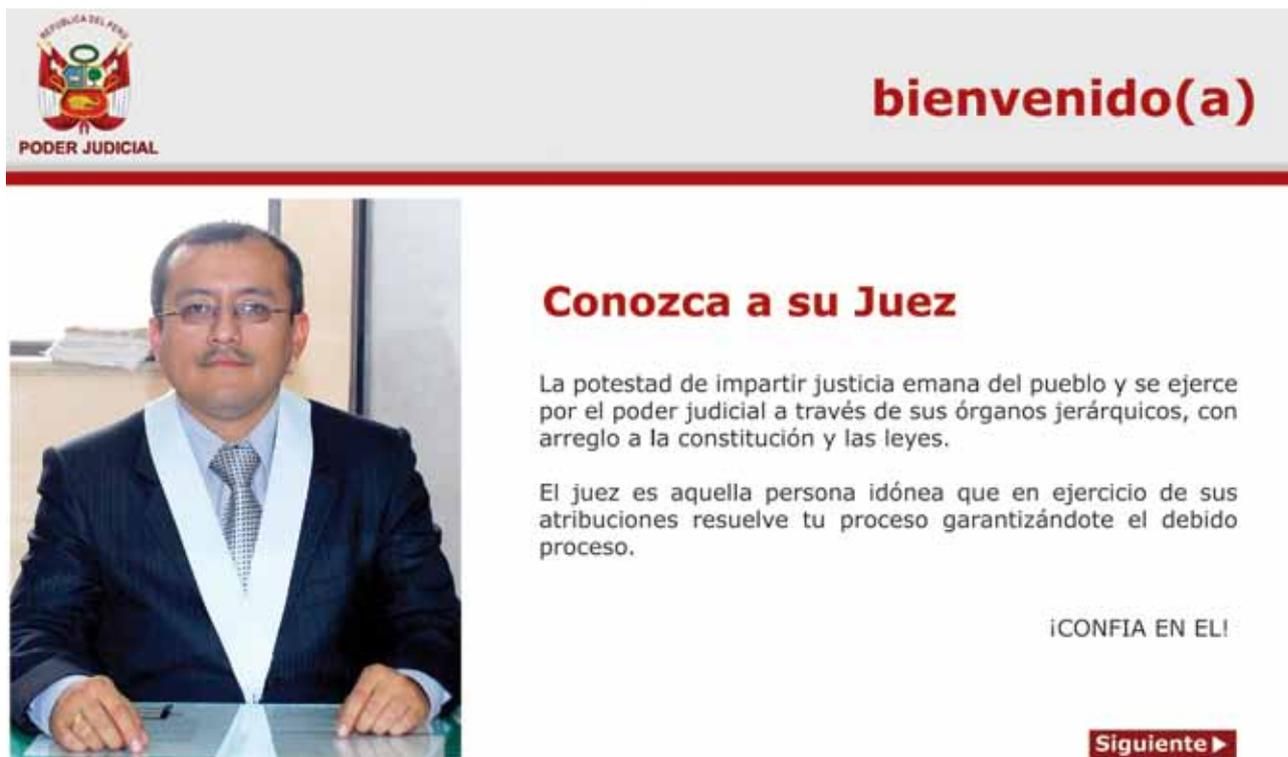 REPUBLICA DEL PERU
PODER JUDICIAL
bienvenido(a)
Conozca a su Juez
La potestad de impartir justicia emana del pueblo y se ejerce
por el poder judicial a través de sus órganos jerárquicos, con
arreglo a la constitución y las leyes.
El juez es aquella persona idónea que en ejercicio de sus
atribuciones resuelve tu proceso garantizándote el debido
proceso.
¡CONFIA EN EL!
Siguiente